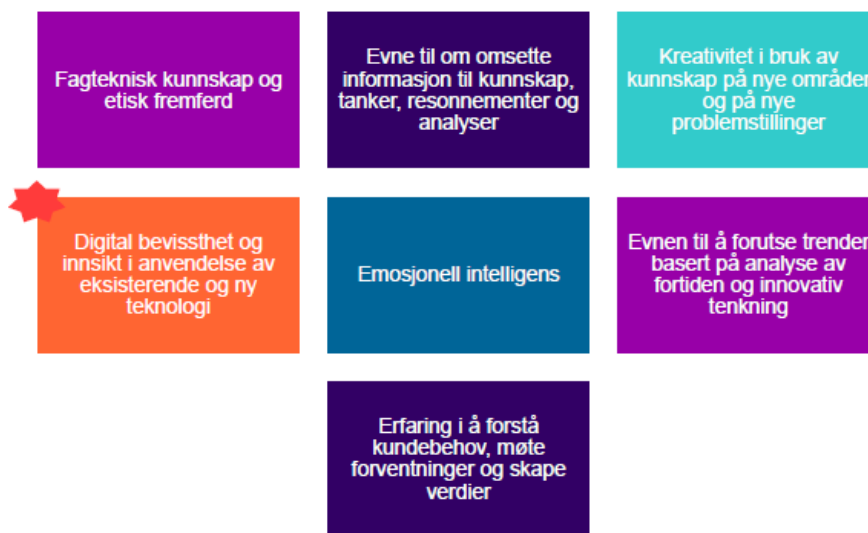 Fagteknisk kunnskap og
etisk fremferd
Evne til om omsette
informasjon til kunnskap,
tanker, resonnementer og
analyser
Kreativitet i bruk av
kunnskap på nye områder
og på nye
problemstillinger
Digital bevissthet og
innsikt i anvendelse av
eksisterende og ny
teknologi
Emosjonell intelligens
Evnen til å forutse trender
basert på analyse av
fortiden og innovativ
tenkning
Erfaring i å forstå
kundebehov, møte
forventninger og skape
verdier